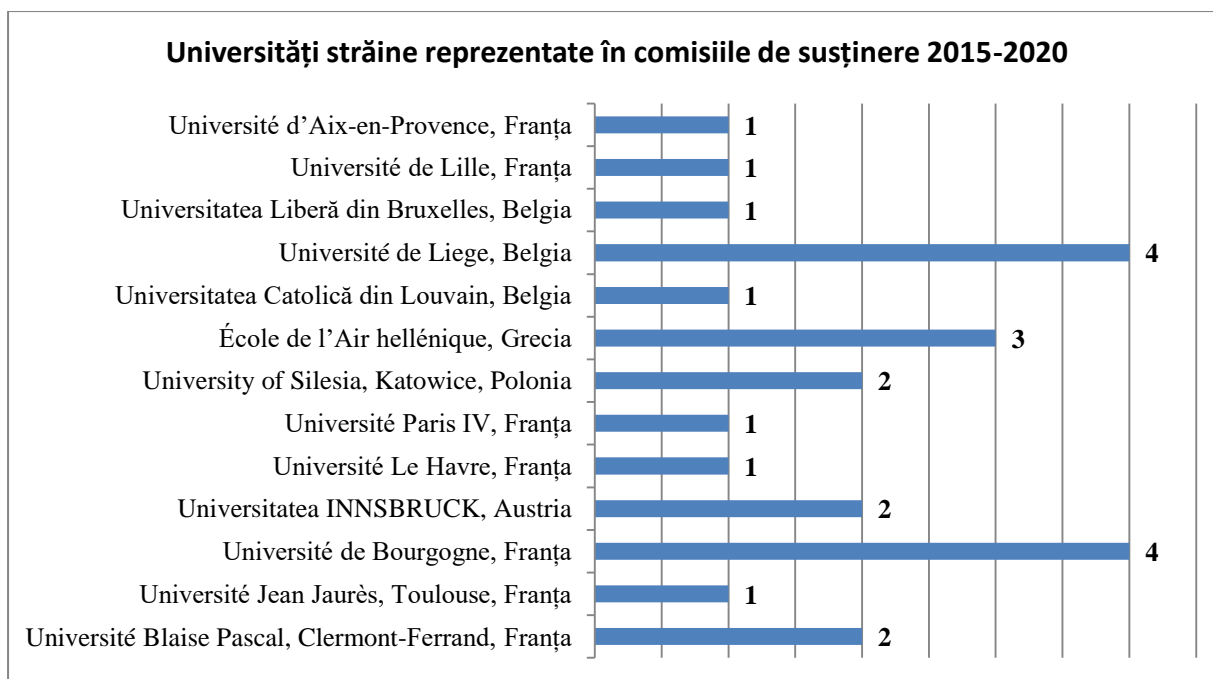 Universități străine reprezentate în comisiile de susținere 2015-2020
Université d’Aix-en-Provence, Franța 1
Université de Lille, Franța 1
Universitatea Liberă din Bruxelles, Belgia 1
Université de Liege, Belgia 4
Universitatea Catolică din Louvain, Belgia 1
École de l’Air hellénique, Grecia 3
University of Silesia, Katowice, Polonia 2
Université Paris IV, Franța 1
Université Le Havre, Franța 1
Universitatea INNSBRUCK, Austria 2
Université de Bourgogne, Franța 4
Université Jean Jaurès, Toulouse, Franța 1
Université Blaise Pascal, Clermont-Ferrand, Franța 2